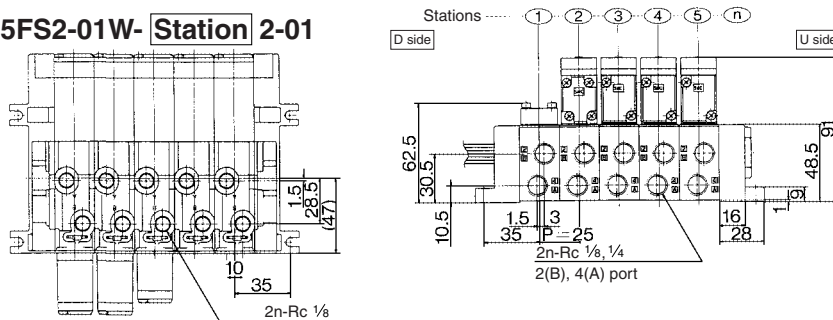 5FS2-01W- Station 2-01
1.5
28.5
(47)
10
35
2n-Rc 1/8
Stations 1 2 3 4 5 n
D side
U side
62.5
30.5
10.5
1.5
3
35
P=25
2n-Rc 1/8, 1/4
2(B), 4(A) port
16
28
1
9
48.5
91